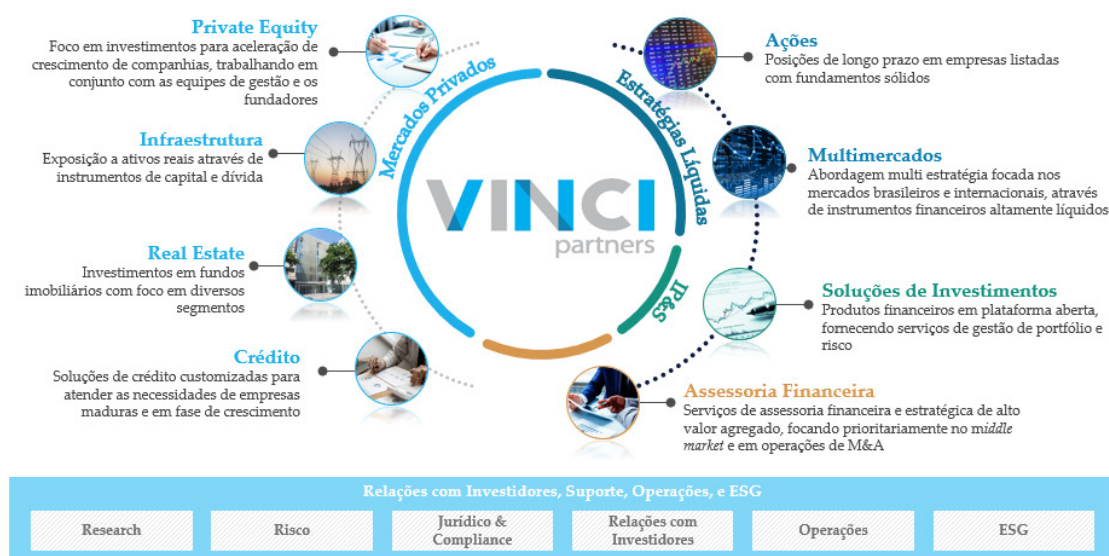 Private Equity
Foco em investimentos para aceleração de
crescimento de companhias, trabalhando em
conjunto com as equipes de gestão e os
fundadores
Infraestrutura
Exposição a ativos reais através de
instrumentos de capital e dívida
Real Estate
Investimentos em fundos
imobiliários com foco em diversos
segmentos
Crédito
Soluções de crédito customizadas para
atender as necessidades de empresas
maduras e em fase de crescimento
Mercados Privados
VINCI
partners
Estratégias Líquidas
IP&S
Ações
Posições de longo prazo em empresas listadas
com fundamentos sólidos
Multimercados
Abordagem multi estratégia focada nos
mercados brasileiros e internacionais, através
de instrumentos financeiros altamente líquidos
Soluções de Investimentos
Produtos financeiros em plataforma aberta,
fornecendo serviços de gestão de portfólio e
risco
Assessoria Financeira
Serviços de assessoria financeira e estratégica de alto
valor agregado, focando prioritariamente no middle
market e em operações de M&A
Relações com Investidores, Suporte, Operações, e ESG
Research
Risco
Jurídico &
Compliance
Relações com
Investidores
Operações
ESG